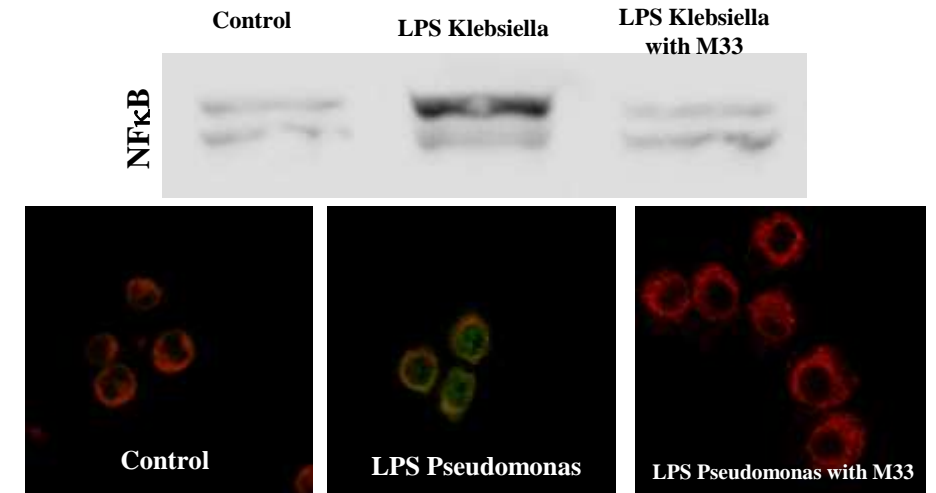 Control
LPS Klebsiella
LPS Klebsiella
with M33
NFκB
Control
LPS Pseudomonas
LPS Pseudomonas with M33